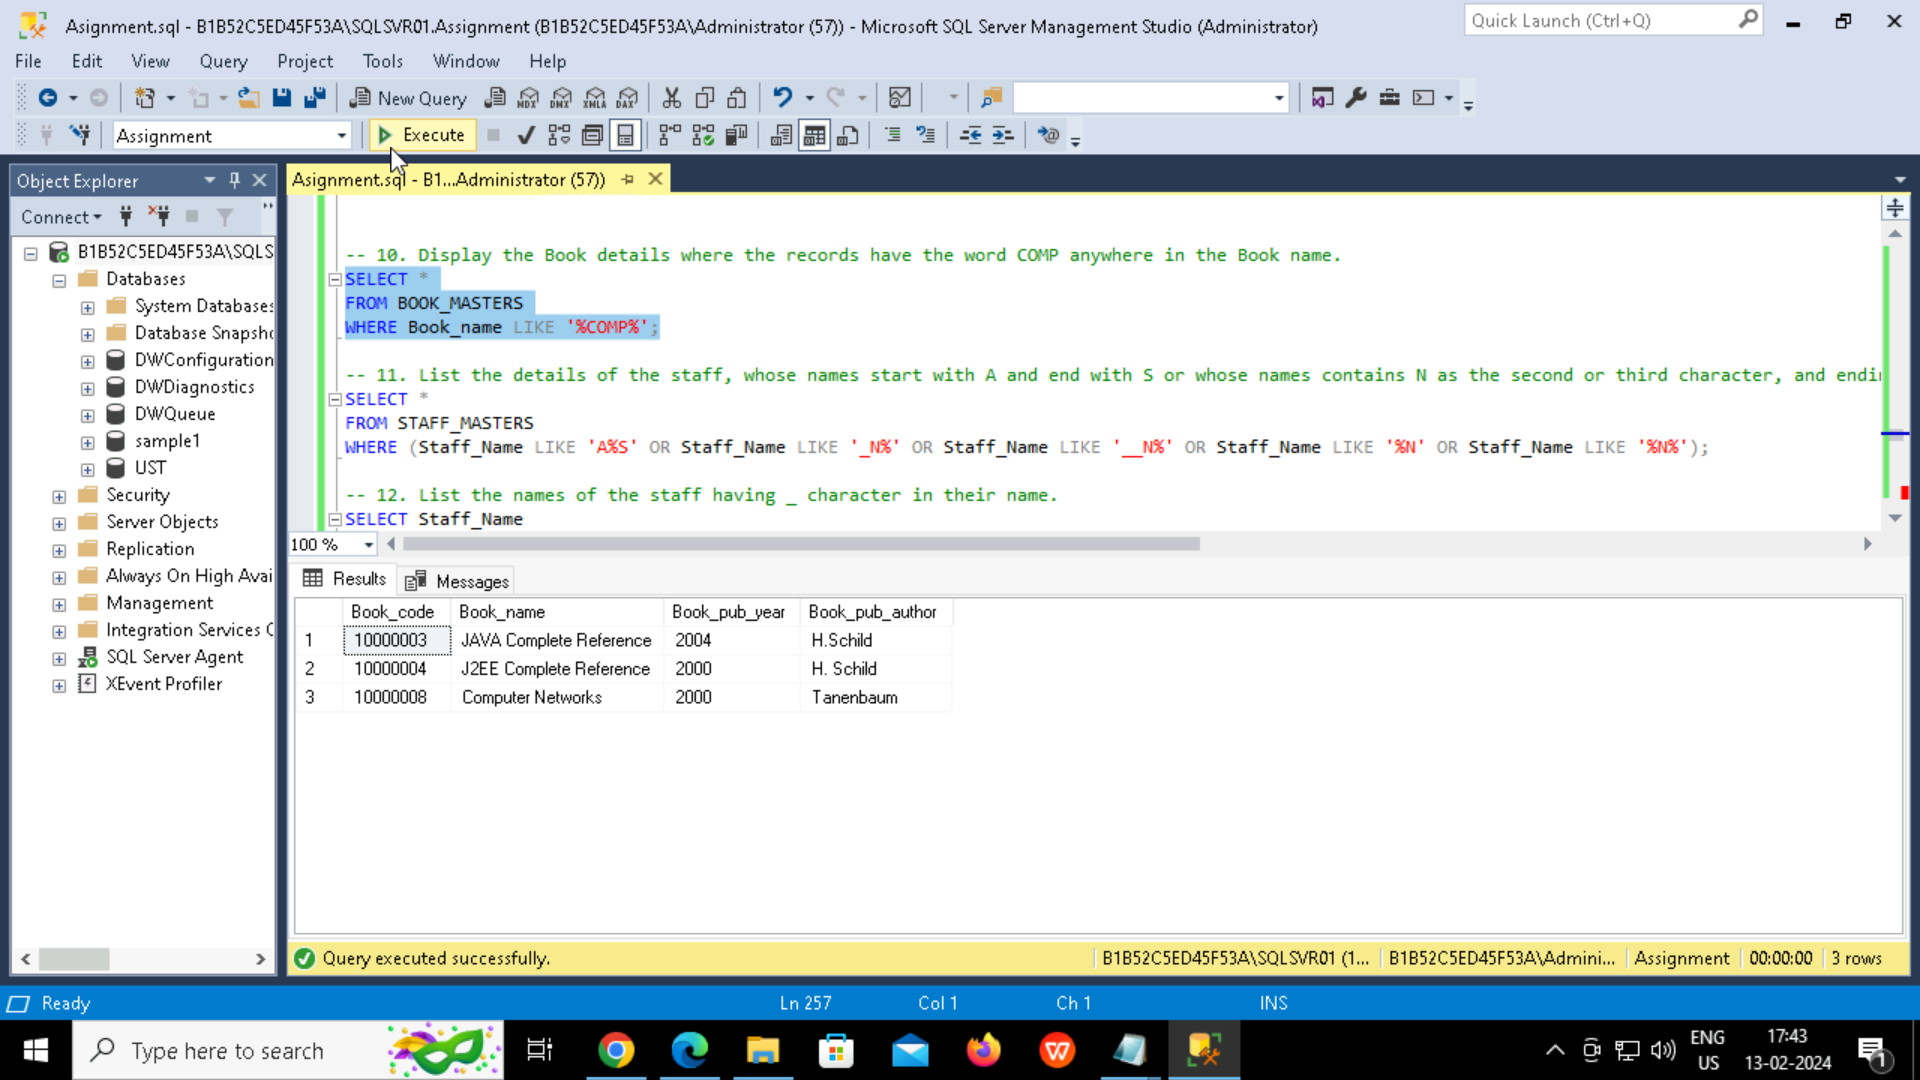 Asignment.sql - B1B52C5ED45F53A\SQLSVR01.Assignment (B1B52C5ED45F53A\Administrator (57)) - Microsoft SQL Server Management Studio (Administrator)
Quick Launch (Ctrl+Q)
File Edit View Query Project Tools Window Help
New Query MDX DMX XMLA DAX
Assignment Execute
Object Explorer
Asignment.sql - B1...Administrator (57))
Connect
B1B52C5ED45F53A\SQLS
Databases
System Databases
Database Snapsho
DWConfiguration
DWDiagnostics
DWQueue
sample1
UST
Security
Server Objects
Replication
Always On High Avai
Management
Integration Services C
SQL Server Agent
XEvent Profiler
-- 10. Display the Book details where the records have the word COMP anywhere in the Book name.
SELECT *
FROM BOOK_MASTERS
WHERE Book_name LIKE '%COMP%';
-- 11. List the details of the staff, whose names start with A and end with S or whose names contains N as the second or third character, and endi
SELECT *
FROM STAFF_MASTERS
WHERE (Staff_Name LIKE 'A%S' OR Staff_Name LIKE '_N%' OR Staff_Name LIKE '__N%' OR Staff_Name LIKE '%N' OR Staff_Name LIKE '%N%');
-- 12. List the names of the staff having _ character in their name.
SELECT Staff_Name
100 %
Results Messages
Book_code Book_name Book_pub_year Book_pub_author
1 10000003 JAVA Complete Reference 2004 H.Schild
2 10000004 J2EE Complete Reference 2000 H. Schild
3 10000008 Computer Networks 2000 Tanenbaum
Query executed successfully.
B1B52C5ED45F53A\SQLSVR01 (1... B1B52C5ED45F53A\Admini... Assignment 00:00:00 3 rows
Ready Ln 257 Col 1 Ch 1 INS
Type here to search
ENG
US
17:43
13-02-2024
1